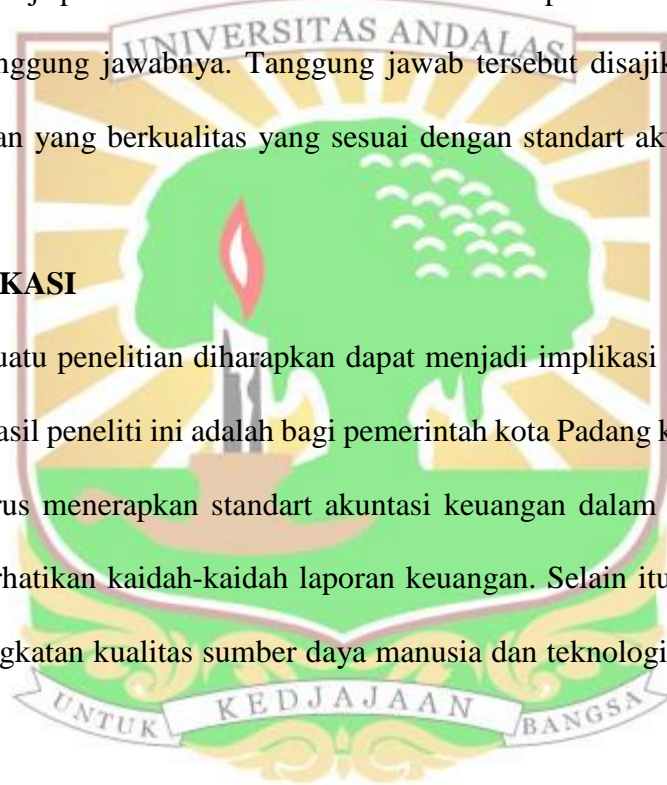 UNIVERSITAS ANDALAS
nggung jawabnya. Tanggung jawab tersebut disajik
an yang berkualitas yang sesuai dengan standart ak
KASI
uatu penelitian diharapkan dapat menjadi implikasi
asil peneliti ini adalah bagi pemerintah kota Padang k
rus menerapkan standart akuntasi keuangan dalam
rhatikan kaidah-kaidah laporan keuangan. Selain itu
gkatan kualitas sumber daya manusia dan teknologi
UNTUK KEDJAJAAN BANGSA